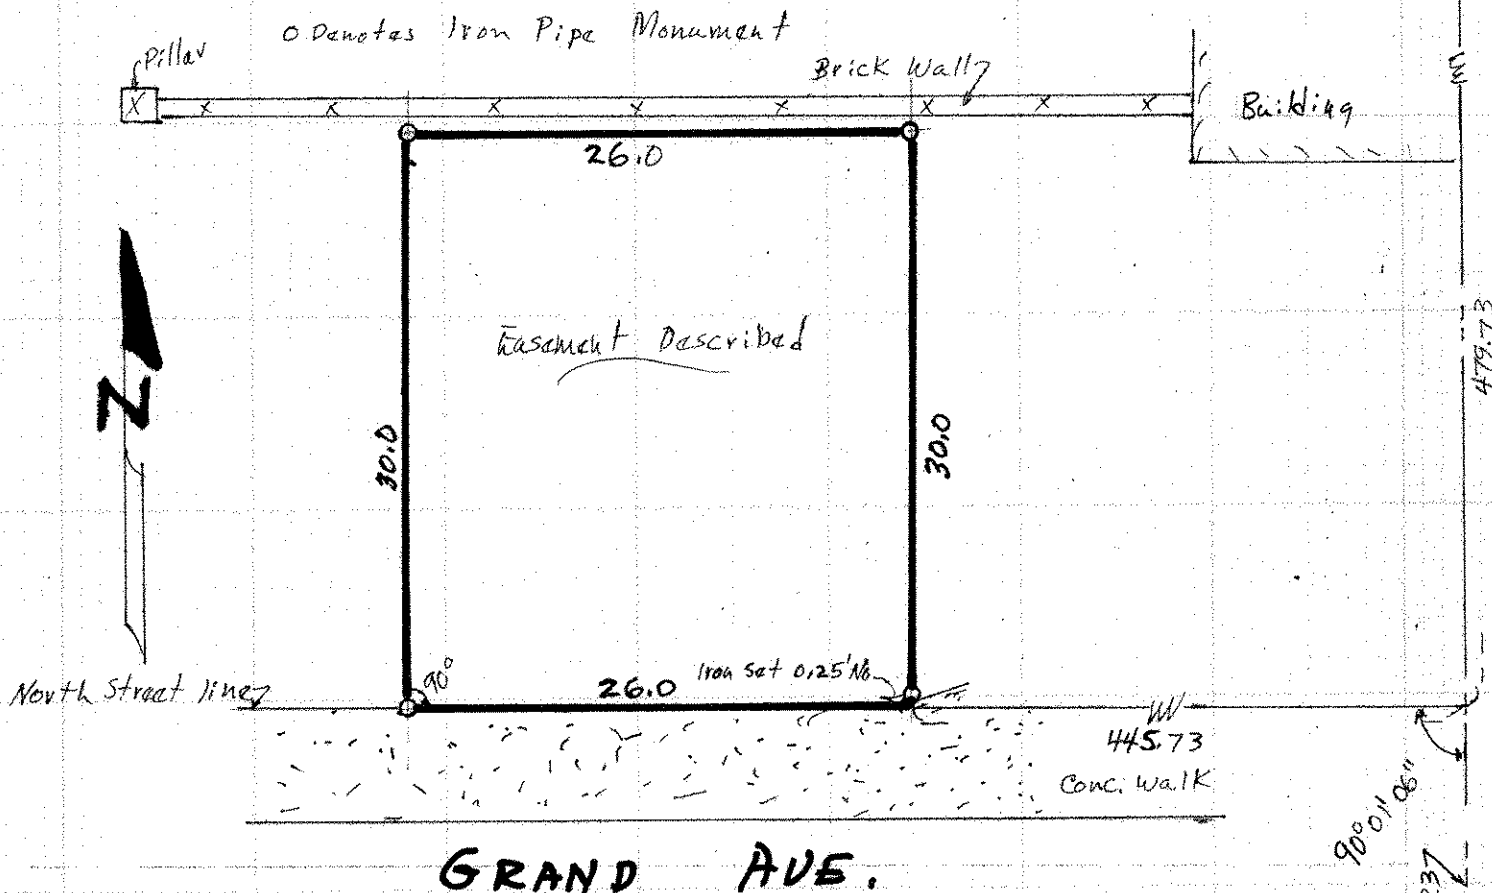 O Denotes Iron Pipe Monument
Pillar
Brick Wall
X X X X X X X X X
Building
26.0
Easement Described
N
30.0
30.0
479.73
90°
Iron Set 0.25' No.
26.0
North Street line
445.73
Conc. Walk
90°01'06"
GRAND AVE.
237